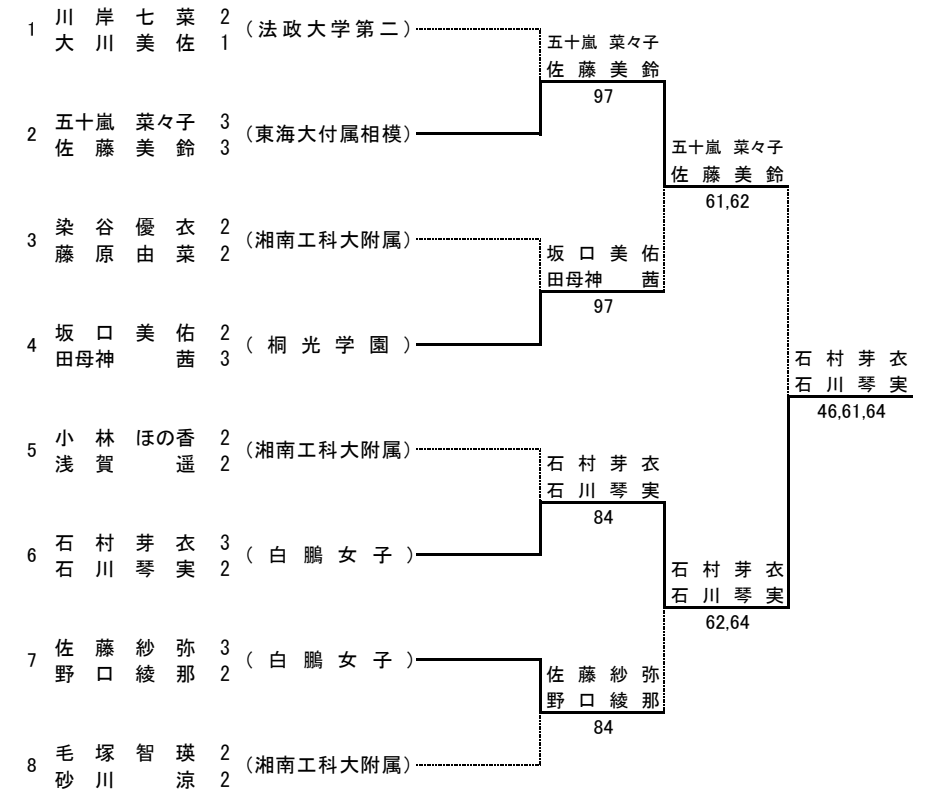 1 川岸七菜 2 (法政大学第二)
大川美佐 1
五十嵐 菜々子
佐藤美鈴
97
2 五十嵐 菜々子 3 (東海大付属相模)
佐藤美鈴 3
五十嵐 菜々子
佐藤美鈴
61,62
3 染谷優衣 2 (湘南工科大附属)
藤原由菜 2
坂口美佑
田母神 茜
97
4 坂口美佑 2 (桐光学園)
田母神 茜 3
石村芽衣
石川琴実
46,61,64
5 小林 ほの香 2 (湘南工科大附属)
浅賀 遥 2
石村芽衣
石川琴実
84
6 石村芽衣 3 (白鵬女子)
石川琴実 2
石村芽衣
石川琴実
62,64
7 佐藤紗弥 3 (白鵬女子)
野口綾那 2
佐藤紗弥
野口綾那
84
8 毛塚智瑛 2 (湘南工科大附属)
砂川 涼 2